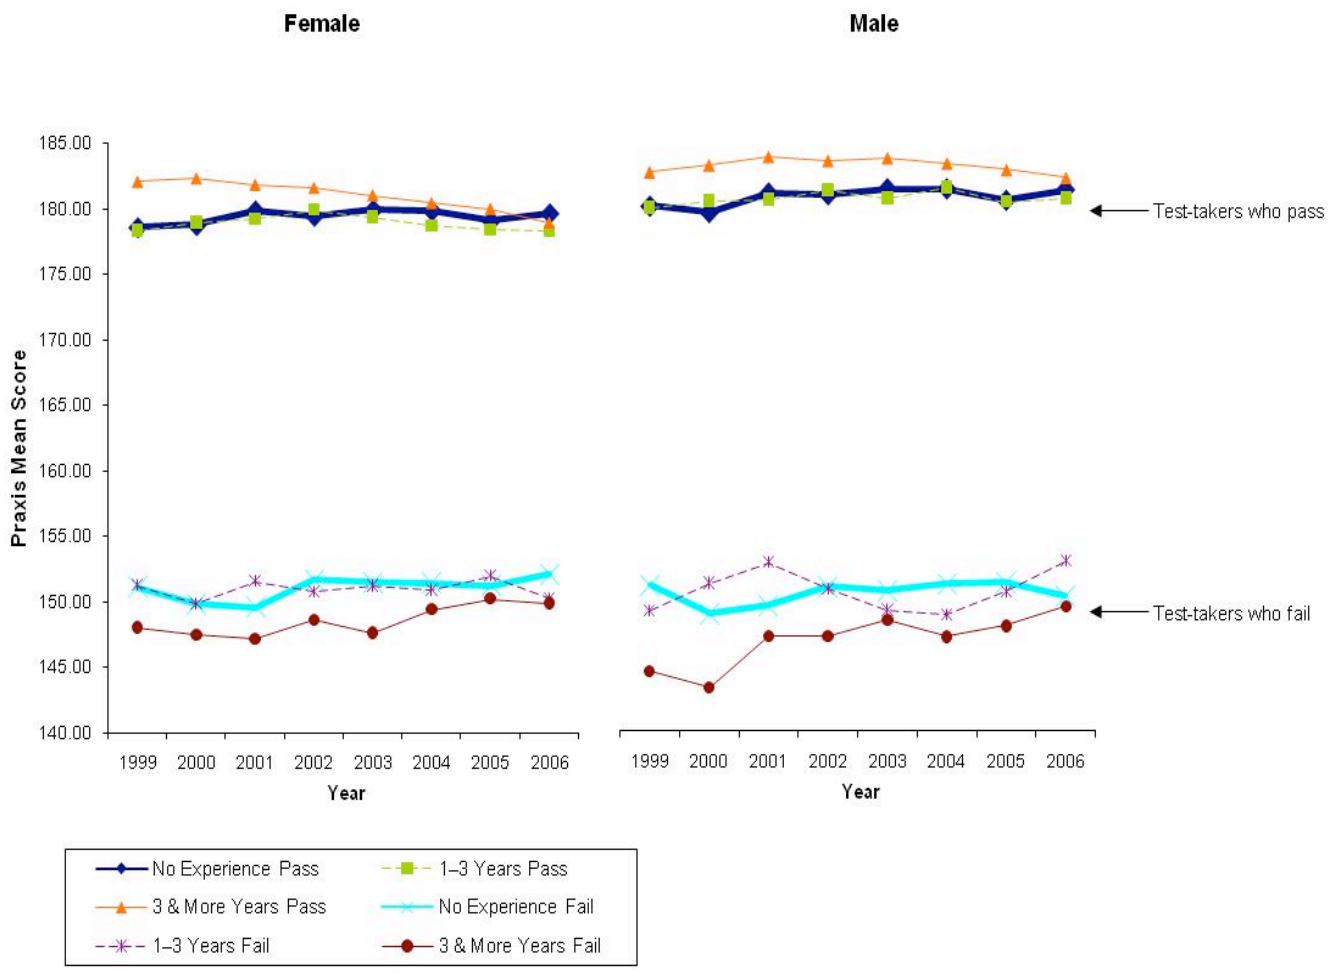 Female
Male
185.00
180.00
175.00
170.00
165.00
160.00
155.00
150.00
145.00
140.00
Praxis Mean Score
Test-takers who pass
Test-takers who fail
1999 2000 2001 2002 2003 2004 2005 2006
Year
1999 2000 2001 2002 2003 2004 2005 2006
Year
No Experience Pass
1–3 Years Pass
3 & More Years Pass
No Experience Fail
1–3 Years Fail
3 & More Years Fail